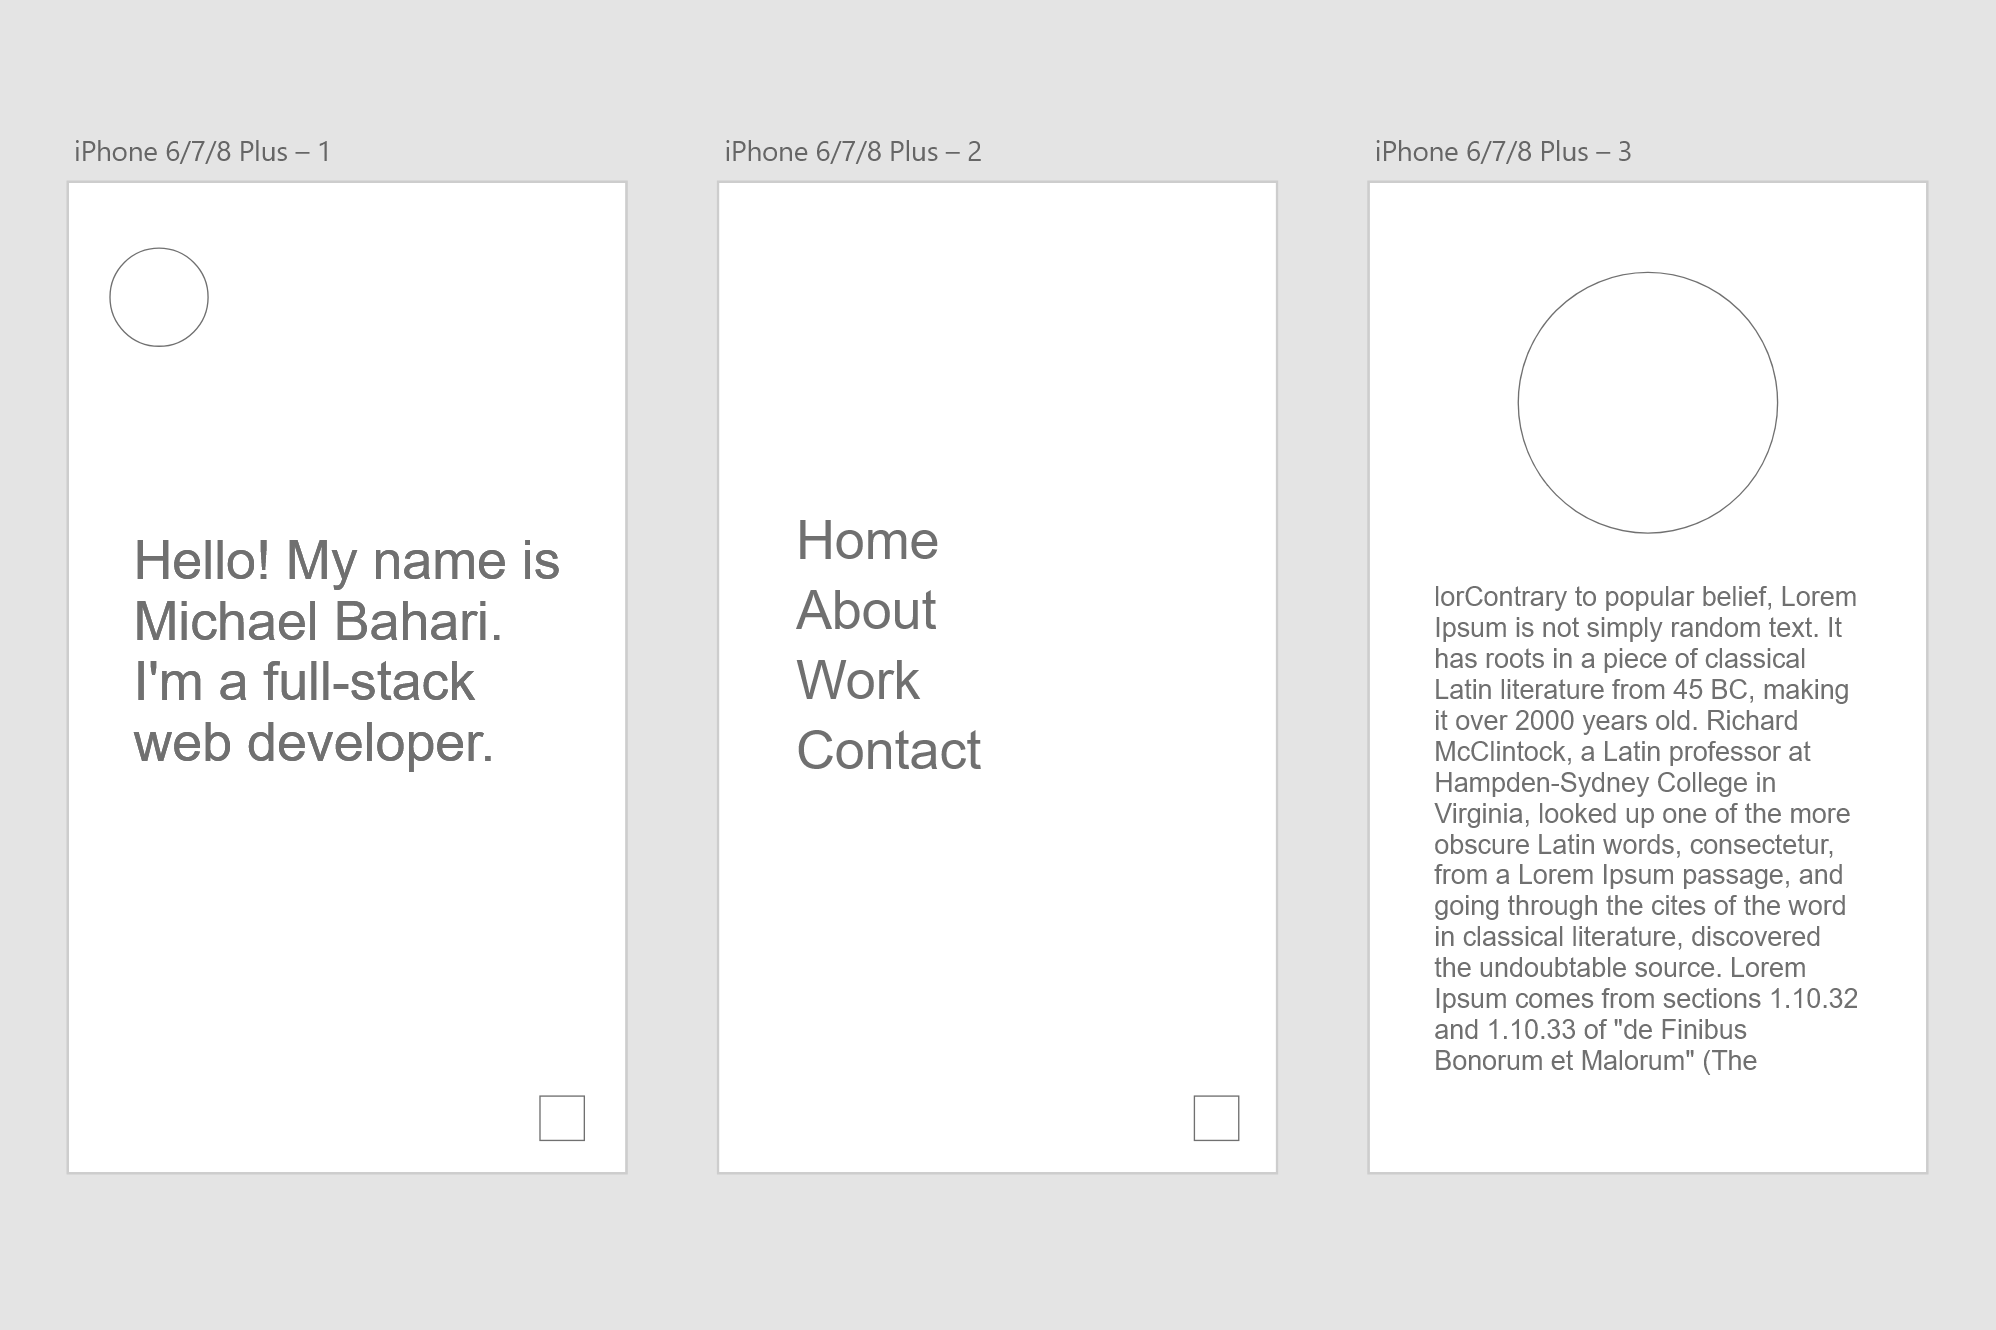 iPhone 6/7/8 Plus – 1
Hello! My name is
Michael Bahari.
I'm a full-stack
web developer.
iPhone 6/7/8 Plus – 2
Home
About
Work
Contact
iPhone 6/7/8 Plus – 3
lorContrary to popular belief, Lorem
Ipsum is not simply random text. It
has roots in a piece of classical
Latin literature from 45 BC, making
it over 2000 years old. Richard
McClintock, a Latin professor at
Hampden-Sydney College in
Virginia, looked up one of the more
obscure Latin words, consectetur,
from a Lorem Ipsum passage, and
going through the cites of the word
in classical literature, discovered
the undoubtable source. Lorem
Ipsum comes from sections 1.10.32
and 1.10.33 of "de Finibus
Bonorum et Malorum" (The